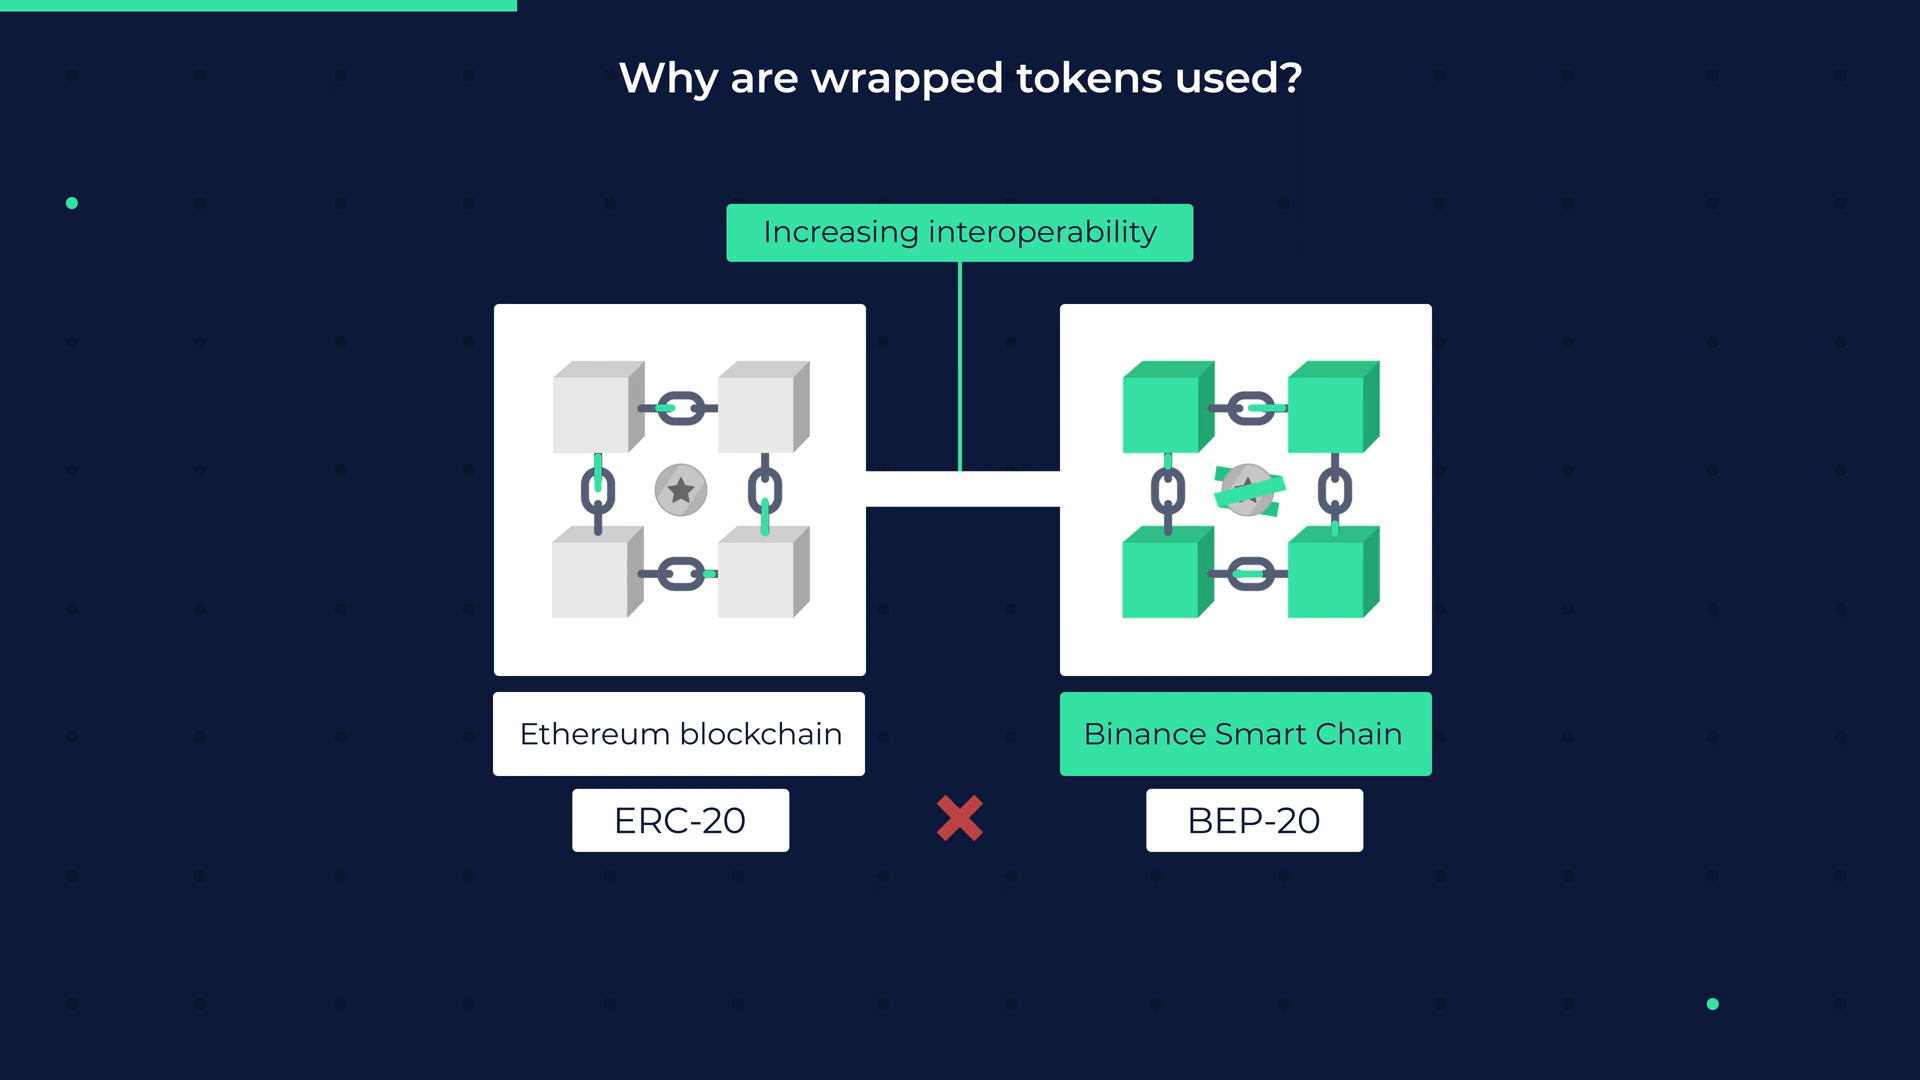 Why are wrapped tokens used?
Increasing interoperability
Ethereum blockchain
Binance Smart Chain
ERC-20
BEP-20